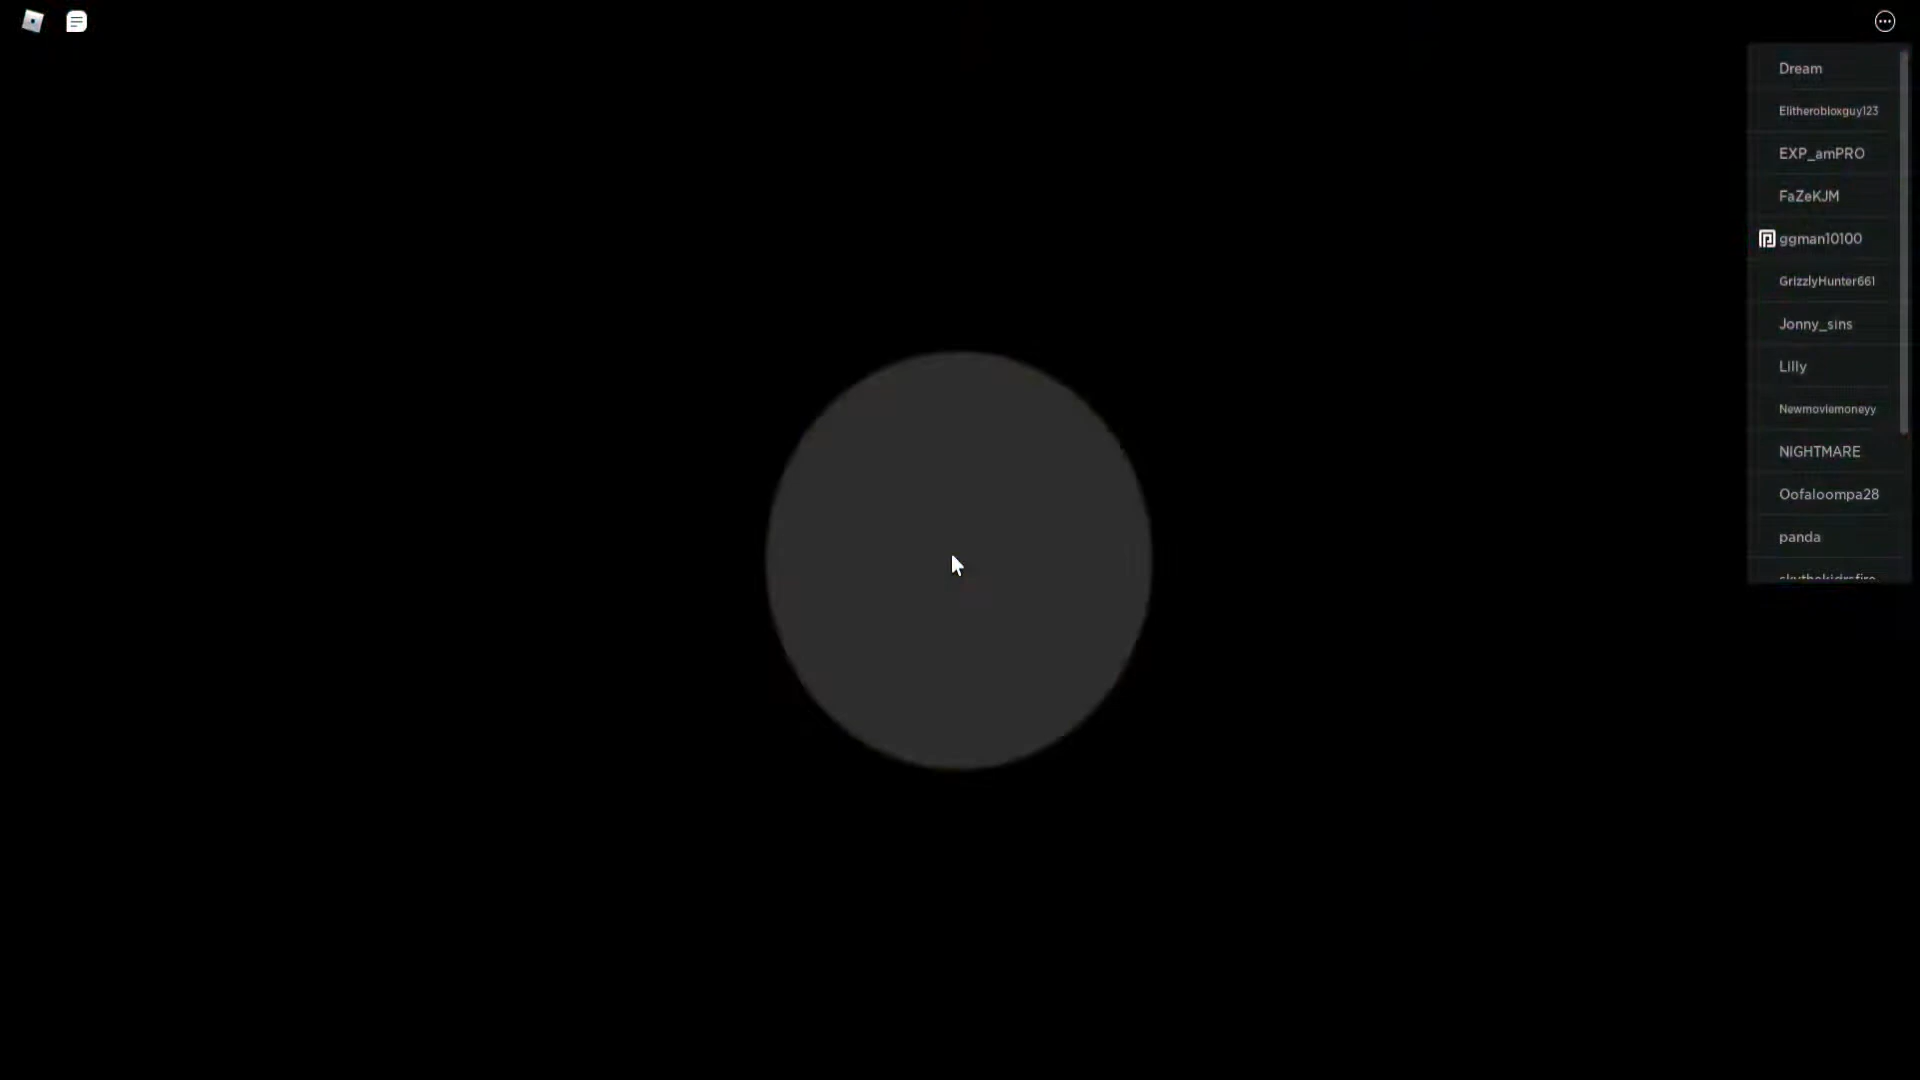 Dream
Elitherobloxguy123
EXP_amPRO
FaZeKJM
ggman10100
GrizzlyHunter661
Jonny_sins
Lilly
Newmoviemoneyy
NIGHTMARE
Oofaloompa28
panda